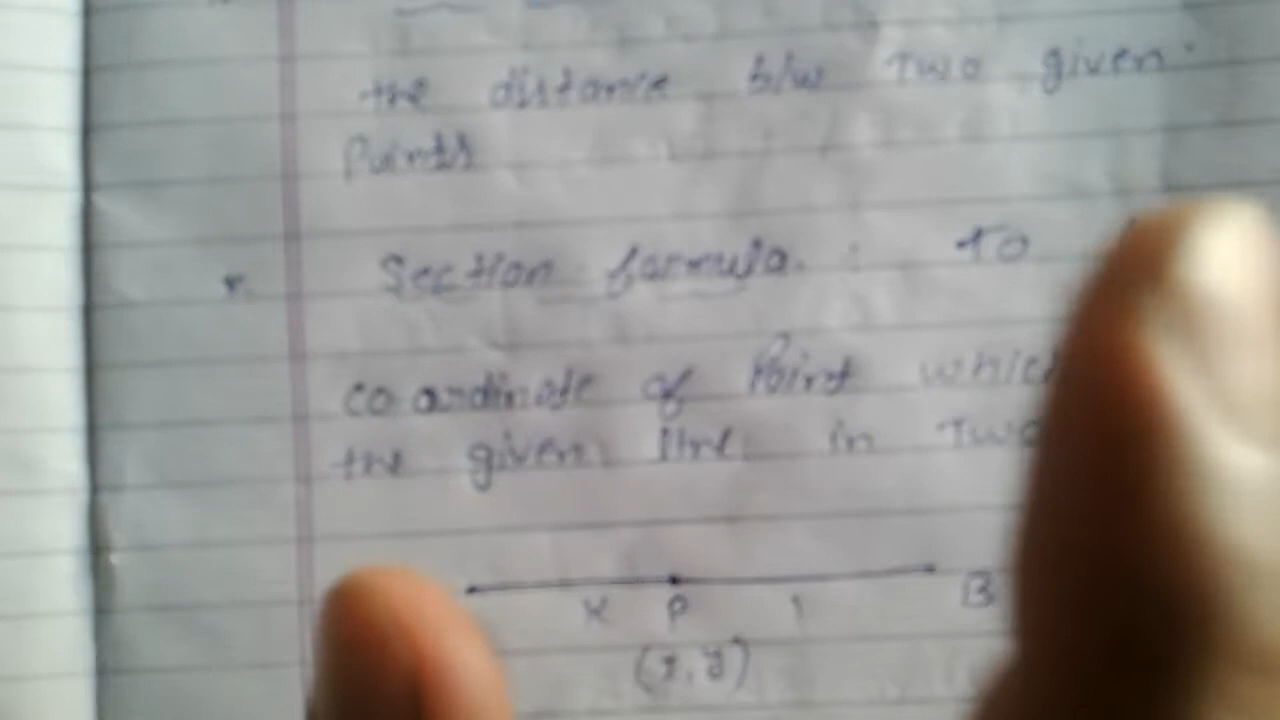 the distance b/w Two given
Points
Section formula. : To
co ordinate of Point which
the given line in Two
K P 1 B
(x, y)